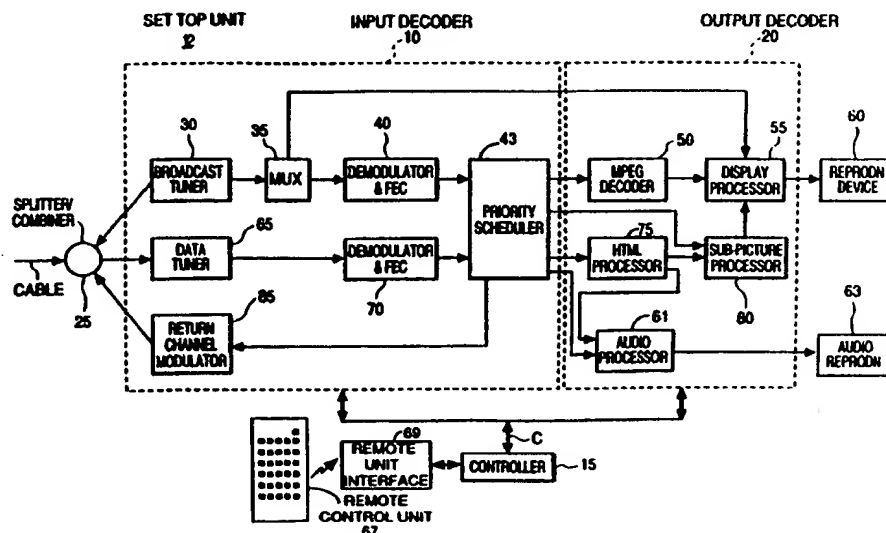 SET TOP UNIT
12
INPUT DECODER
10
OUTPUT DECODER
20
30
BROADCAST
TUNER
35
MUX
40
DEMODULATOR
& FEC
43
PRIORITY
SCHEDULER
50
MPEG
DECODER
55
DISPLAY
PROCESSOR
60
REPRODN
DEVICE
SPLITTER/
COMBINER
CABLE
25
65
DATA
TUNER
DEMODULATOR
& FEC
70
75
HTML
PROCESSOR
SUB-PICTURE
PROCESSOR
80
85
RETURN
CHANNEL
MODULATOR
61
AUDIO
PROCESSOR
63
AUDIO
REPRODN
69
REMOTE
UNIT
INTERFACE
C
CONTROLLER
15
REMOTE
CONTROL UNIT
67